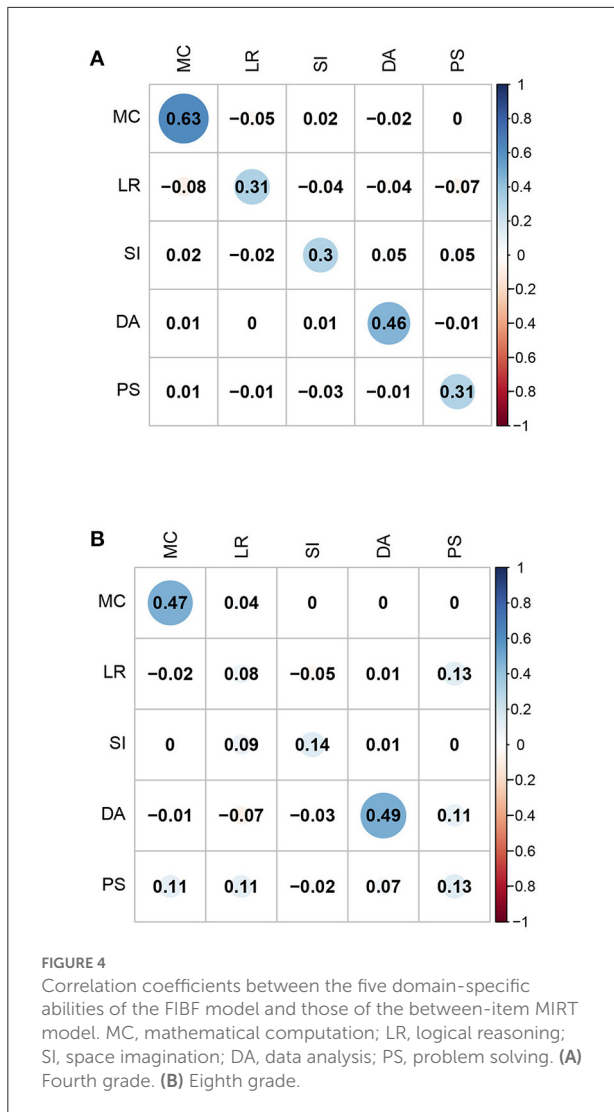 A
MC LR SI DA PS
MC 0.63 −0.05 0.02 −0.02 0
LR −0.08 0.31 −0.04 −0.04 −0.07
SI 0.02 −0.02 0.3 0.05 0.05
DA 0.01 0 0.01 0.46 −0.01
PS 0.01 −0.01 −0.03 −0.01 0.31
1
0.8
0.6
0.4
0.2
0
−0.2
−0.4
−0.6
−0.8
−1
B
MC LR SI DA PS
MC 0.47 0.04 0 0 0
LR −0.02 0.08 −0.05 0.01 0.13
SI 0 0.09 0.14 0.01 0
DA −0.01 −0.07 −0.03 0.49 0.11
PS 0.11 0.11 −0.02 0.07 0.13
1
0.8
0.6
0.4
0.2
0
−0.2
−0.4
−0.6
−0.8
−1
FIGURE 4
Correlation coefficients between the five domain-specific
abilities of the FIBF model and those of the between-item MIRT
model. MC, mathematical computation; LR, logical reasoning;
SI, space imagination; DA, data analysis; PS, problem solving. (A)
Fourth grade. (B) Eighth grade.